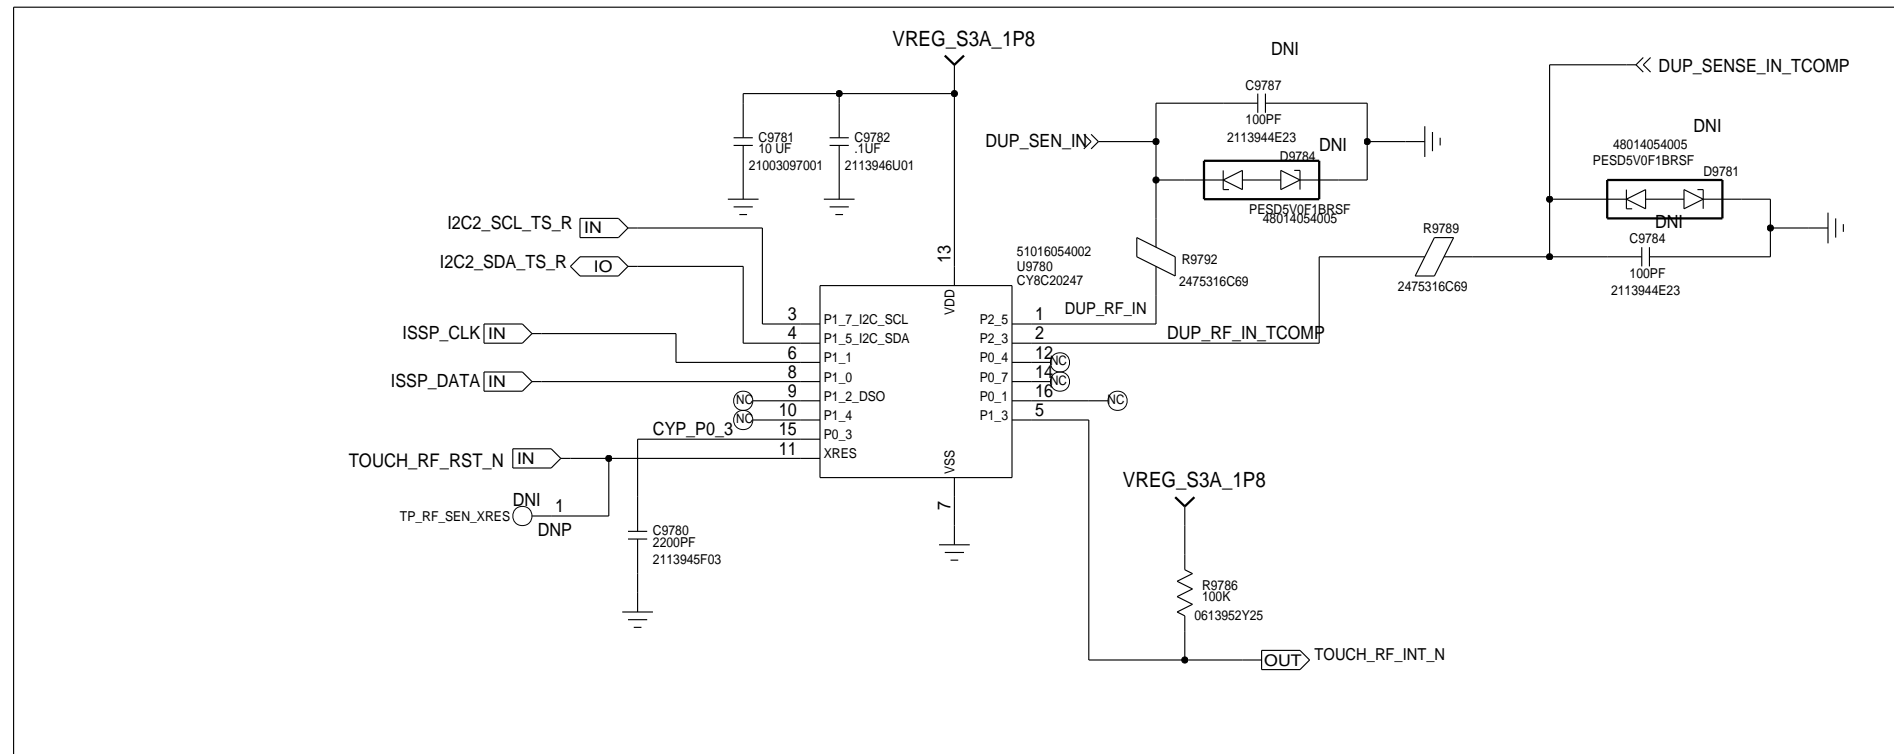 VREG_S3A_1P8
DNI
DUP_SENSE_IN_TCOMP
C9787
100PF
2113944E23
DNI
D9784
PESD5V0F1BRSF
48014054005
DUP_SEN_IN
DNI
48014054005
PESD5V0F1BRSF
D9781
DNI
C9784
100PF
2113944E23
C9781
10 UF
21003097001
C9782
.1UF
2113946U01
I2C2_SCL_TS_R IN
I2C2_SDA_TS_R IO
ISSP_CLK IN
ISSP_DATA IN
NC
NC
CYP_P0_3
TOUCH_RF_RST_N IN
DNI 1
TP_RF_SEN_XRES
DNP
C9780
2200PF
2113945F03
13
VDD
51016054002
U9780
CY8C20247
3 P1_7_I2C_SCL
4 P1_5_I2C_SDA
6 P1_1
8 P1_0
9 P1_2_DSO
10 P1_4
15 P0_3
11 XRES
VSS
7
P2_5 1
P2_3 2
P0_4 12 NC
P0_7 14 NC
P0_1 16 NC
P1_3 5
DUP_RF_IN
DUP_RF_IN_TCOMP
R9792
2475316C69
R9789
2475316C69
VREG_S3A_1P8
R9786
100K
0613952Y25
OUT TOUCH_RF_INT_N